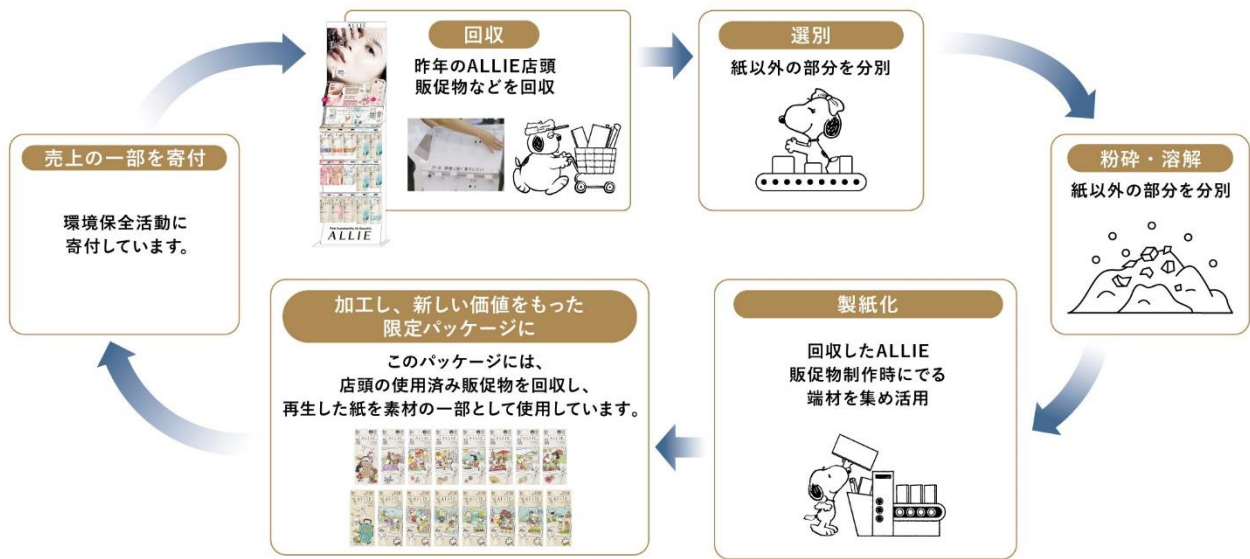 回収
昨年のALLIE店頭
販促物などを回収
ALLIE
ALLIE
選別
紙以外の部分を分別
粉砕・溶解
紙以外の部分を分別
製紙化
回収したALLIE
販促物制作時にでる
端材を集め活用
加工し、新しい価値をもった
限定パッケージに
このパッケージには、
店頭の使用済み販促物を回収し、
再生した紙を素材の一部として使用しています。
売上の一部を寄付
環境保全活動に
寄付しています。